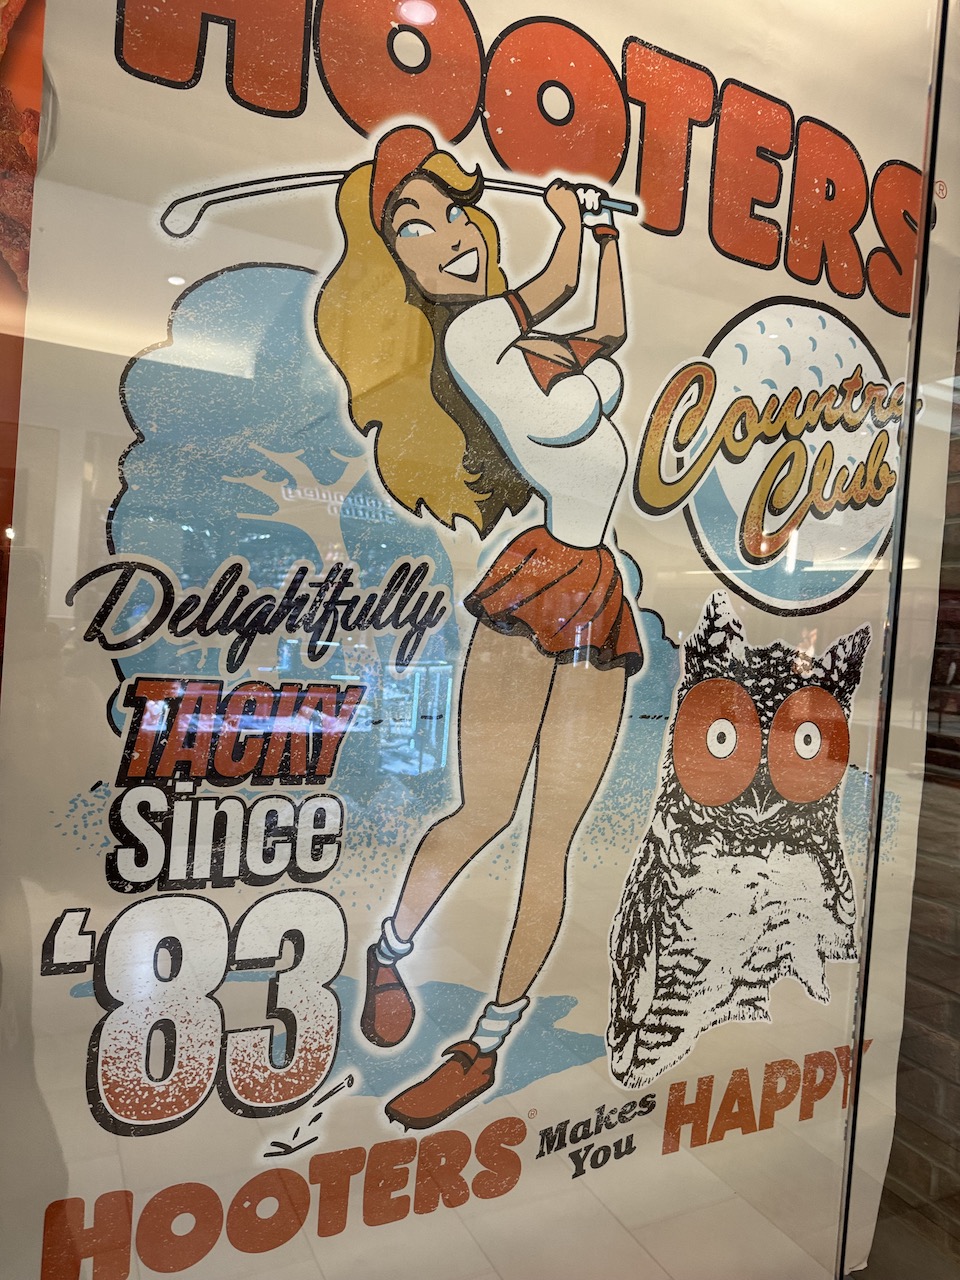 HOOTERS®
Country
Club
Delightfully
TACKY
Since
'83
HOOTERS® Makes You HAPPY